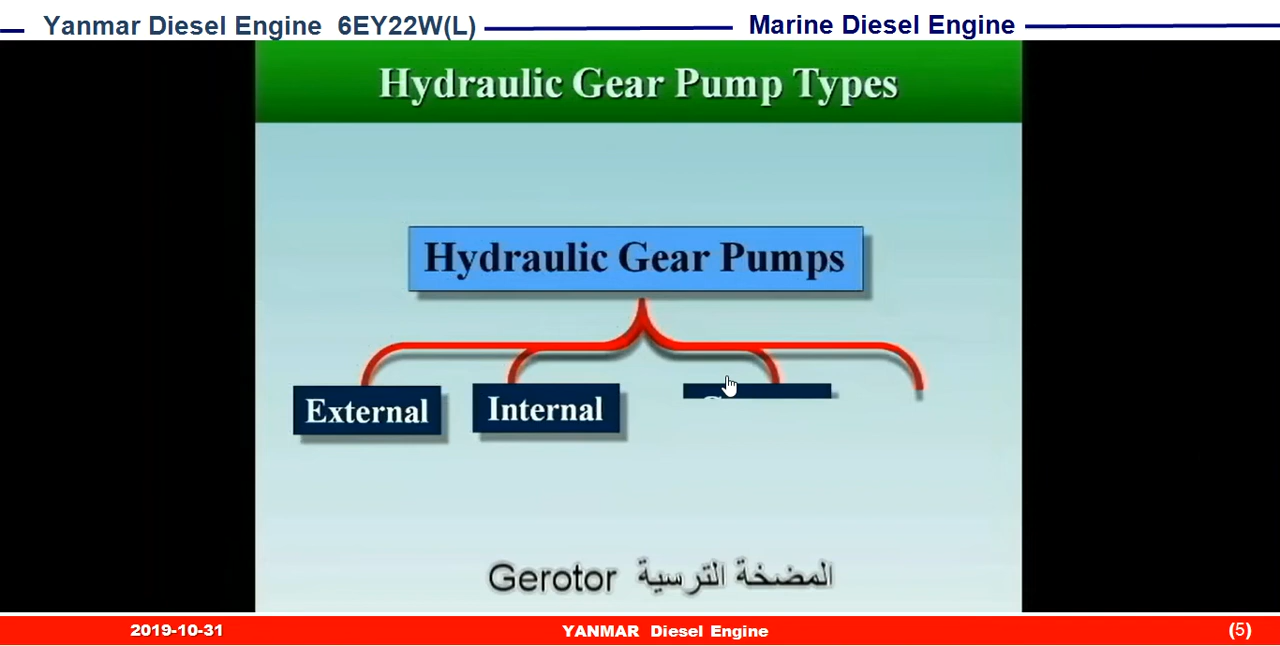 Yanmar Diesel Engine 6EY22W(L)
Marine Diesel Engine
Hydraulic Gear Pump Types
Hydraulic Gear Pumps
External
Internal
المضخة الترسية Gerotor
2019-10-31
YANMAR Diesel Engine
(5)